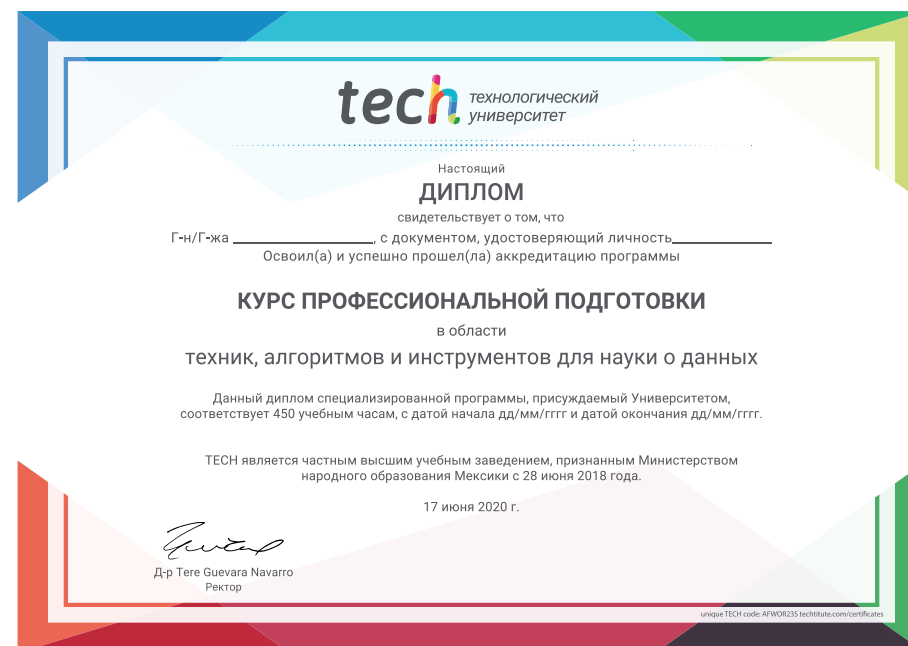 tech технологический
университет
Настоящий
ДИПЛОМ
свидетельствует о том, что
Г-н/Г-жа ____________________, с документом, удостоверяющий личность______________
Освоил(а) и успешно прошел(ла) аккредитацию программы
КУРС ПРОФЕССИОНАЛЬНОЙ ПОДГОТОВКИ
в области
техник, алгоритмов и инструментов для науки о данных
Данный диплом специализированной программы, присуждаемый Университетом,
соответствует 450 учебным часам, с датой начала дд/мм/гггг и датой окончания дд/мм/гггг.
TECH является частным высшим учебным заведением, признанным Министерством
народного образования Мексики с 28 июня 2018 года.
17 июня 2020 г.
Д-р Tere Guevara Navarro
Ректор
unique TECH code: AFWOR23S techtitute.com/certificates